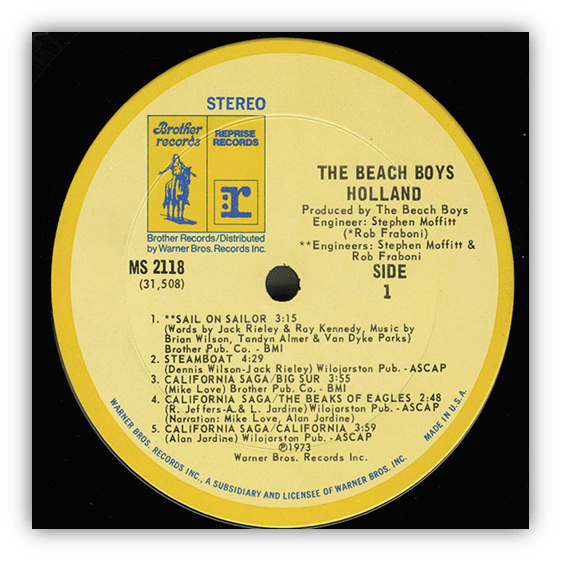 STEREO
Brother
records
REPRISE
RECORDS
r
Brother Records/Distributed
by Warner Bros. Records Inc.
THE BEACH BOYS
HOLLAND
Produced by The Beach Boys
Engineer: Stephen Moffitt
(*Rob Fraboni)
**Engineers: Stephen Moffitt &
Rob Fraboni
MS 2118
(31,508)
SIDE
1
1. **SAIL ON SAILOR 3:15
(Words by Jack Rieley & Ray Kennedy, Music by
Brian Wilson, Tandyn Almer & Van Dyke Parks)
Brother Pub. Co. - BMI
2. STEAMBOAT 4:29
(Dennis Wilson-Jack Rieley) Wilojarston Pub. - ASCAP
3. CALIFORNIA SAGA/BIG SUR 3:55
(Mike Love) Brother Pub. Co. - BMI
4. CALIFORNIA SAGA/THE BEAKS OF EAGLES 2:48
(R. Jeffers-A.& L. Jardine) Wilojarston Pub. - ASCAP
(Narration: Mike Love, Alan Jardine)
5. CALIFORNIA SAGA/CALIFORNIA 3:59
(Alan Jardine) Wilojarston Pub. - ASCAP
℗1973
Warner Bros. Records Inc.
WARNER BROS. RECORDS INC., A SUBSIDIARY AND LICENSEE OF WARNER BROS. INC.
MADE IN U.S.A.